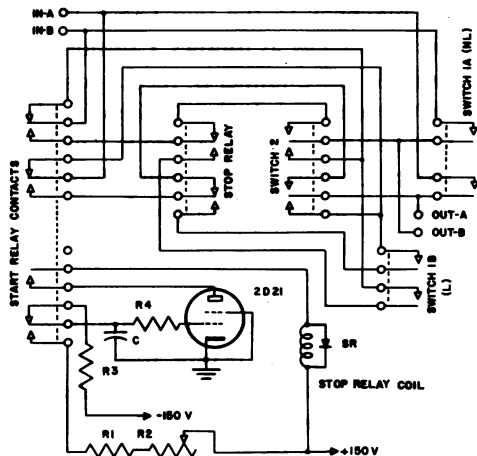 IN-A
IN-B
SWITCH 1A (NL)
START RELAY CONTACTS
STOP RELAY
SWITCH 2
OUT-A
OUT-B
SWITCH 1B
(L)
2D21
R4
C
R3
SR
STOP RELAY COIL
-150 V
R1
R2
+150 V